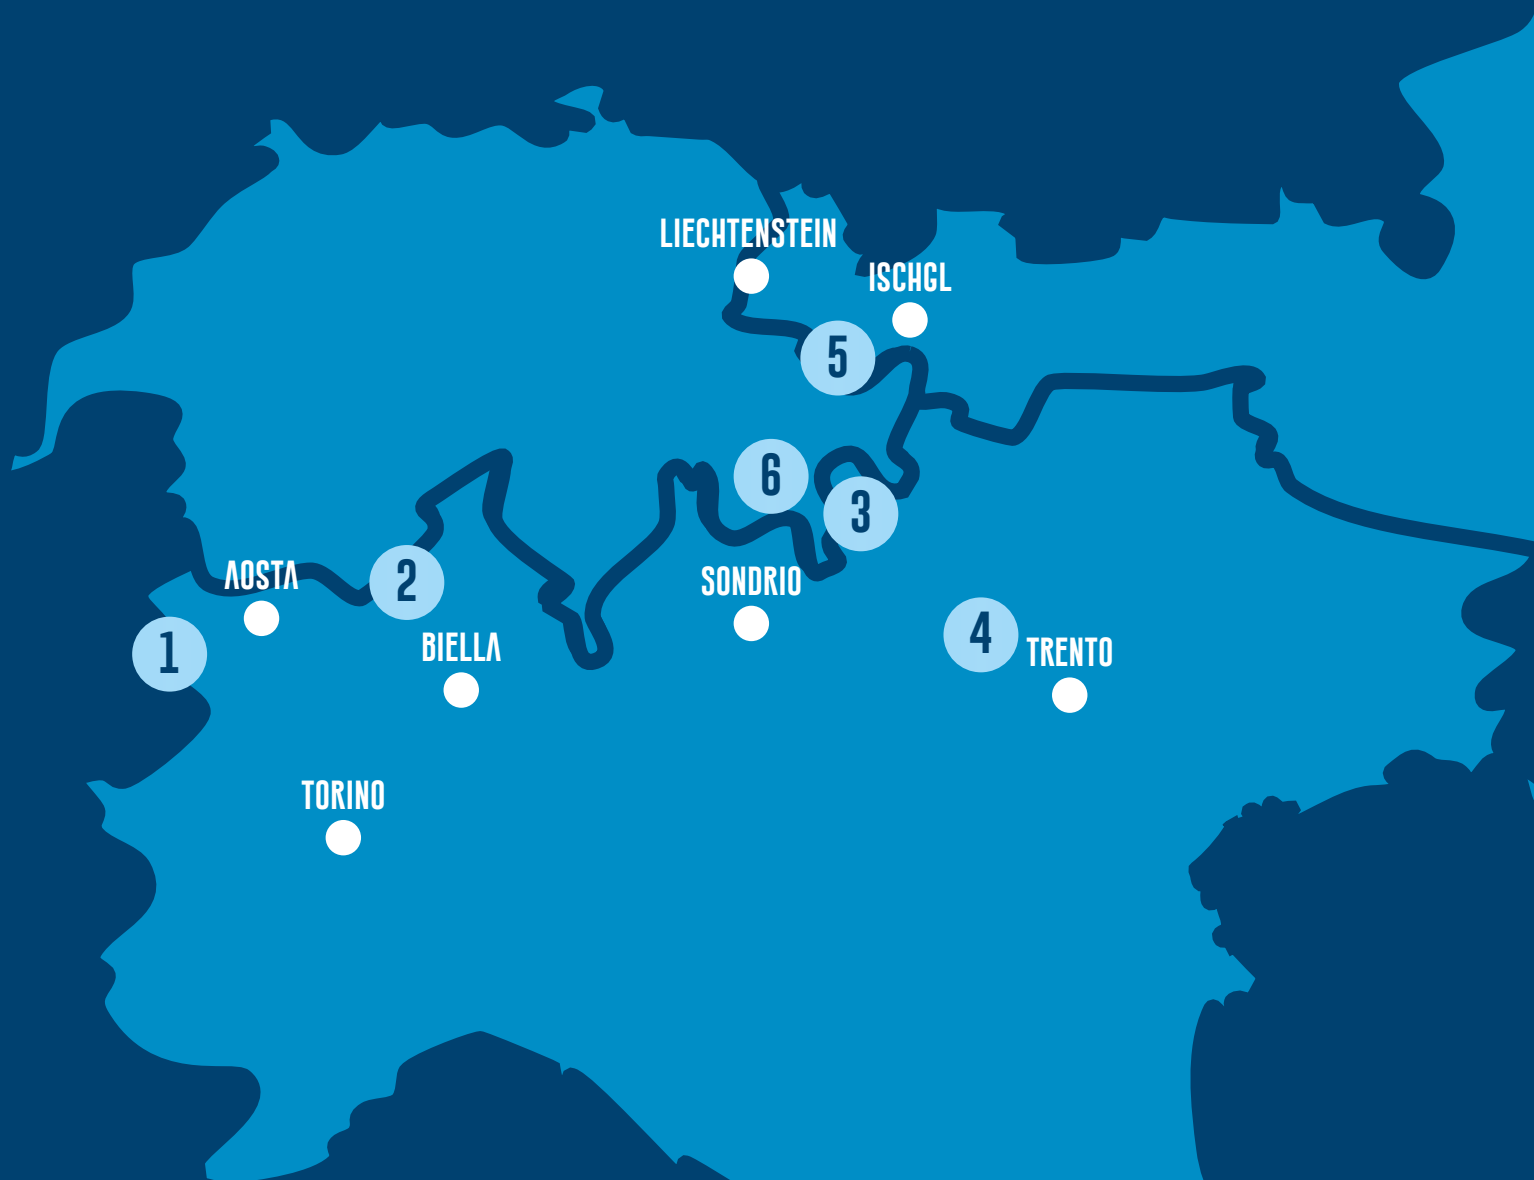 LIECHTENSTEIN
ISCHGL
5
6
3
AOSTA
2
SONDRIO
1
BIELLA
4
TRENTO
TORINO